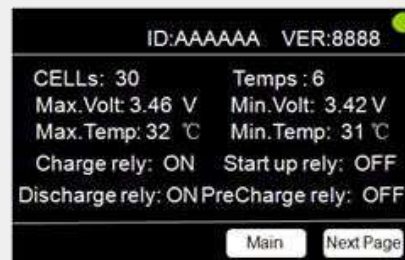 ID:AAAAAA VER:8888
CELLs: 30 Temps : 6
Max.Volt: 3.46 V Min.Volt: 3.42 V
Max.Temp: 32 ℃ Min.Temp: 31 ℃
Charge rely: ON Start up rely: OFF
Discharge rely: ON PreCharge rely: OFF
Main Next Page